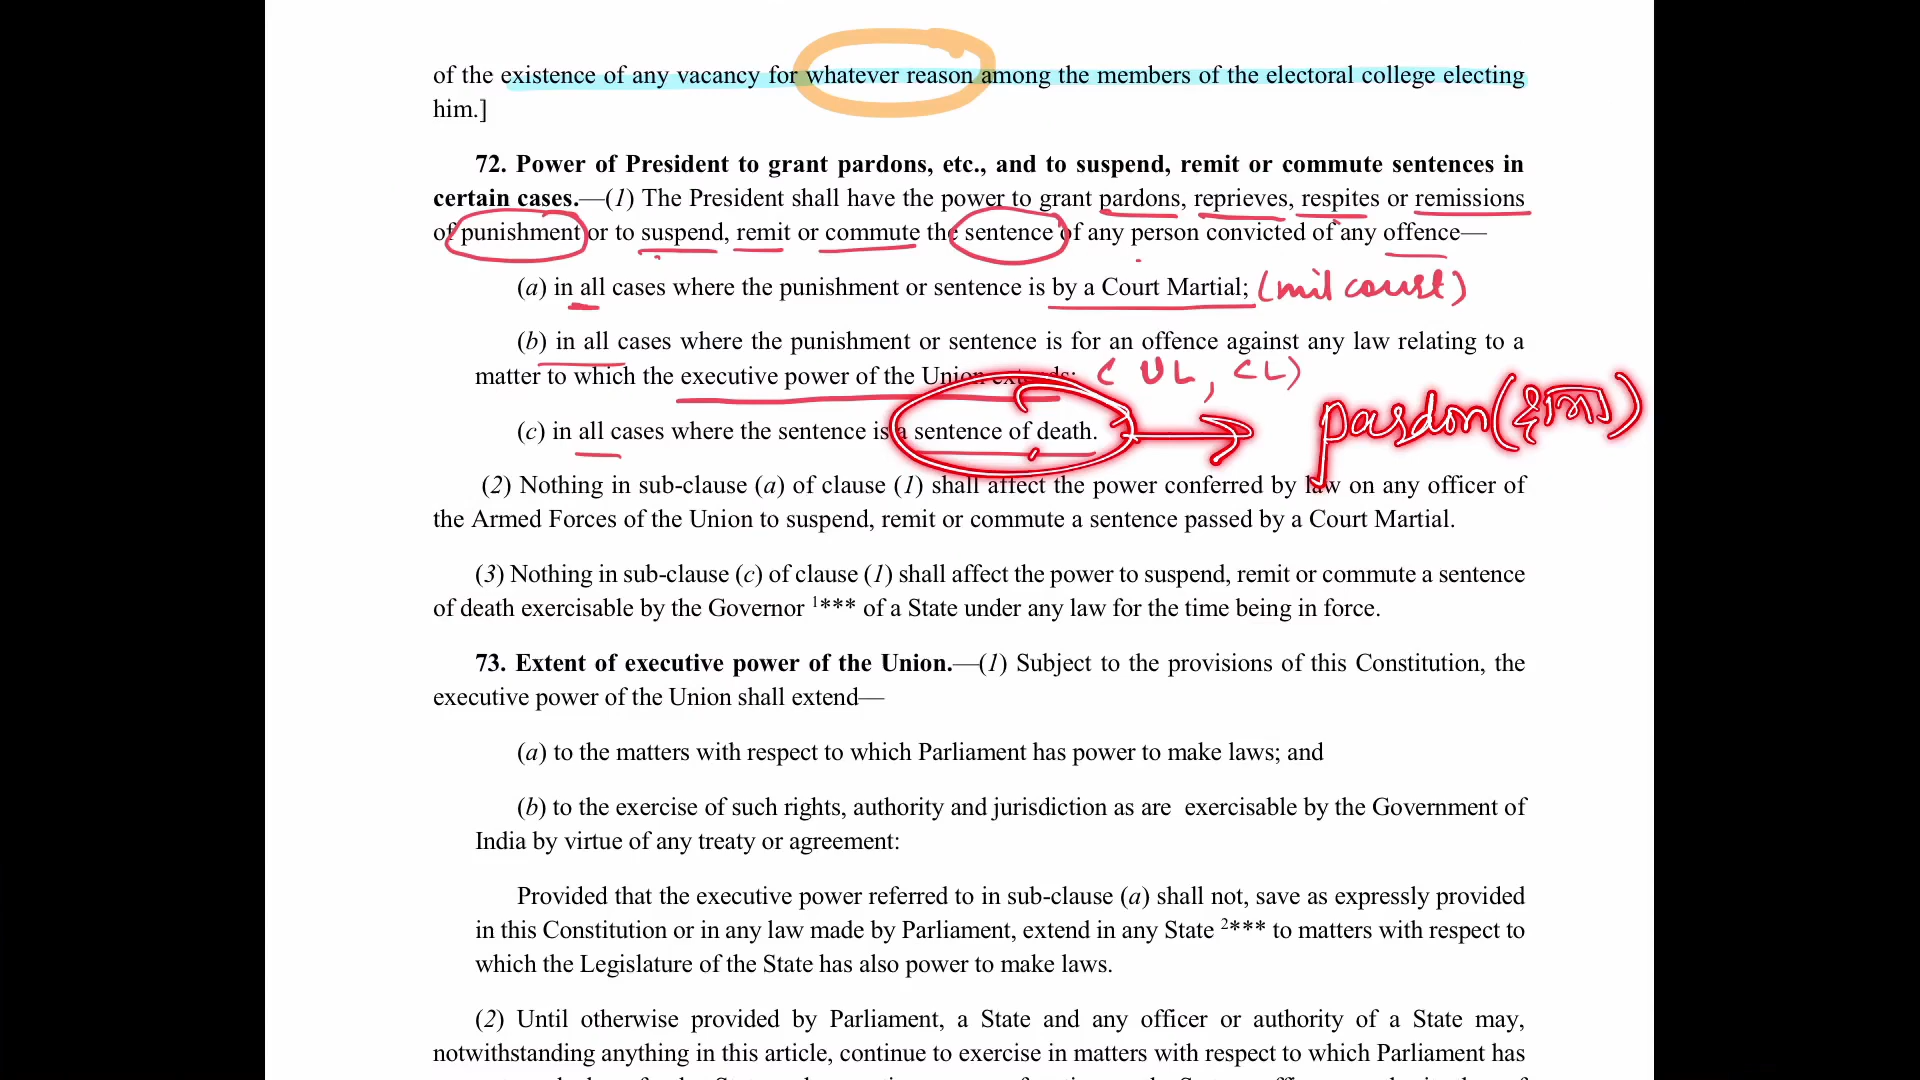 of the existence of any vacancy for whatever reason among the members of the electoral college electing
him.]
72. Power of President to grant pardons, etc., and to suspend, remit or commute sentences in
certain cases.—(1) The President shall have the power to grant pardons, reprieves, respites or remissions
of punishment or to suspend, remit or commute the sentence of any person convicted of any offence—
(a) in all cases where the punishment or sentence is by a Court Martial; (mil court)
(b) in all cases where the punishment or sentence is for an offence against any law relating to a
matter to which the executive power of the Union extends; (UL, CL)
(c) in all cases where the sentence is a sentence of death. pardon (क्षमा)
(2) Nothing in sub-clause (a) of clause (1) shall affect the power conferred by law on any officer of
the Armed Forces of the Union to suspend, remit or commute a sentence passed by a Court Martial.
(3) Nothing in sub-clause (c) of clause (1) shall affect the power to suspend, remit or commute a sentence
of death exercisable by the Governor ¹*** of a State under any law for the time being in force.
73. Extent of executive power of the Union.—(1) Subject to the provisions of this Constitution, the
executive power of the Union shall extend—
(a) to the matters with respect to which Parliament has power to make laws; and
(b) to the exercise of such rights, authority and jurisdiction as are exercisable by the Government of
India by virtue of any treaty or agreement:
Provided that the executive power referred to in sub-clause (a) shall not, save as expressly provided
in this Constitution or in any law made by Parliament, extend in any State ²*** to matters with respect to
which the Legislature of the State has also power to make laws.
(2) Until otherwise provided by Parliament, a State and any officer or authority of a State may,
notwithstanding anything in this article, continue to exercise in matters with respect to which Parliament has